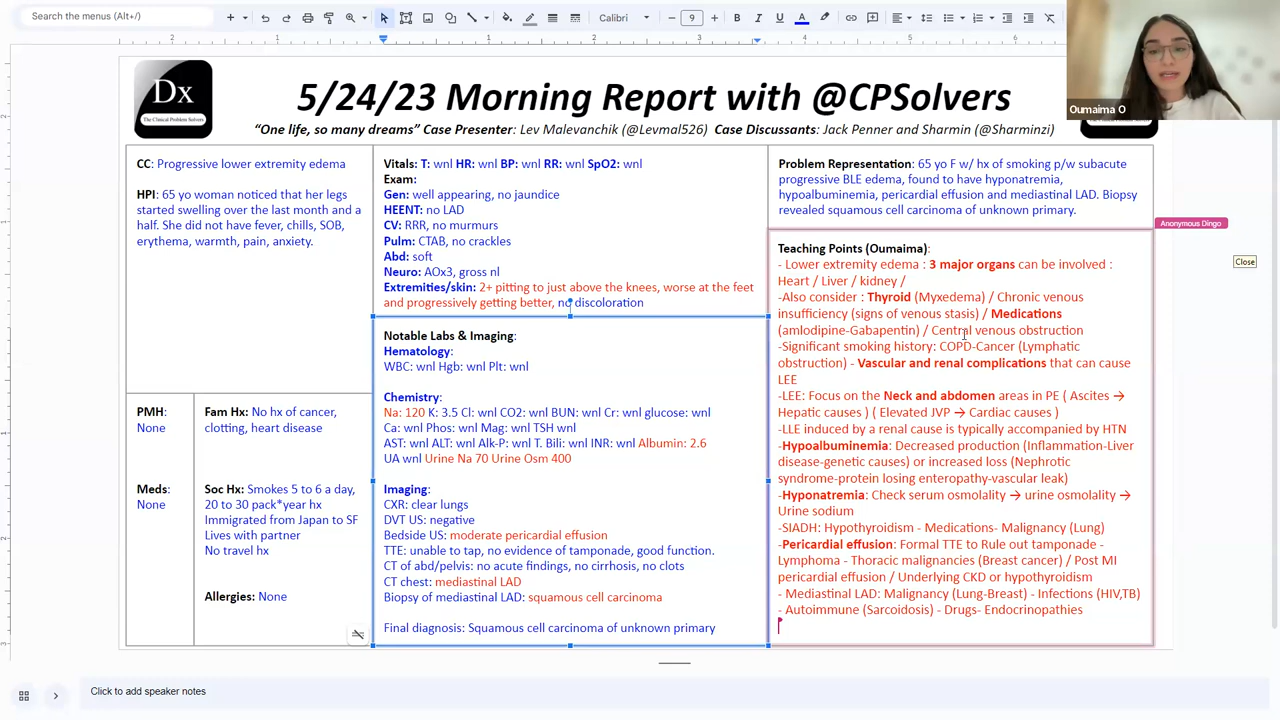 Search the menus (Alt+/)
Calibri
9
2 1 1 2 3 4 5 6
Oumaima O
Dx
The Clinical Problem Solvers
5/24/23 Morning Report with @CPSolvers
“One life, so many dreams” Case Presenter: Lev Malevanchik (@Levmal526) Case Discussants: Jack Penner and Sharmin (@Sharminzi)
CC: Progressive lower extremity edema
HPI: 65 yo woman noticed that her legs
started swelling over the last month and a
half. She did not have fever, chills, SOB,
erythema, warmth, pain, anxiety.
PMH:
None
Meds:
None
Fam Hx: No hx of cancer,
clotting, heart disease
Soc Hx: Smokes 5 to 6 a day,
20 to 30 pack*year hx
Immigrated from Japan to SF
Lives with partner
No travel hx
Allergies: None
Vitals: T: wnl HR: wnl BP: wnl RR: wnl SpO2: wnl
Exam:
Gen: well appearing, no jaundice
HEENT: no LAD
CV: RRR, no murmurs
Pulm: CTAB, no crackles
Abd: soft
Neuro: AOx3, gross nl
Extremities/skin: 2+ pitting to just above the knees, worse at the feet
and progressively getting better, no discoloration
Notable Labs & Imaging:
Hematology:
WBC: wnl Hgb: wnl Plt: wnl
Chemistry:
Na: 120 K: 3.5 Cl: wnl CO2: wnl BUN: wnl Cr: wnl glucose: wnl
Ca: wnl Phos: wnl Mag: wnl TSH wnl
AST: wnl ALT: wnl Alk-P: wnl T. Bili: wnl INR: wnl Albumin: 2.6
UA wnl Urine Na 70 Urine Osm 400
Imaging:
CXR: clear lungs
DVT US: negative
Bedside US: moderate pericardial effusion
TTE: unable to tap, no evidence of tamponade, good function.
CT of abd/pelvis: no acute findings, no cirrhosis, no clots
CT chest: mediastinal LAD
Biopsy of mediastinal LAD: squamous cell carcinoma
Final diagnosis: Squamous cell carcinoma of unknown primary
Problem Representation: 65 yo F w/ hx of smoking p/w subacute
progressive BLE edema, found to have hyponatremia,
hypoalbuminemia, pericardial effusion and mediastinal LAD. Biopsy
revealed squamous cell carcinoma of unknown primary.
Anonymous Dingo
Close
Teaching Points (Oumaima):
- Lower extremity edema : 3 major organs can be involved :
Heart / Liver / kidney /
-Also consider : Thyroid (Myxedema) / Chronic venous
insufficiency (signs of venous stasis) / Medications
(amlodipine-Gabapentin) / Central venous obstruction
-Significant smoking history: COPD-Cancer (Lymphatic
obstruction) - Vascular and renal complications that can cause
LEE
-LEE: Focus on the Neck and abdomen areas in PE ( Ascites →
Hepatic causes ) ( Elevated JVP → Cardiac causes )
-LLE induced by a renal cause is typically accompanied by HTN
-Hypoalbuminemia: Decreased production (Inflammation-Liver
disease-genetic causes) or increased loss (Nephrotic
syndrome-protein losing enteropathy-vascular leak)
-Hyponatremia: Check serum osmolality → urine osmolality →
Urine sodium
-SIADH: Hypothyroidism - Medications- Malignancy (Lung)
-Pericardial effusion: Formal TTE to Rule out tamponade -
Lymphoma - Thoracic malignancies (Breast cancer) / Post MI
pericardial effusion / Underlying CKD or hypothyroidism
- Mediastinal LAD: Malignancy (Lung-Breast) - Infections (HIV,TB)
- Autoimmune (Sarcoidosis) - Drugs- Endocrinopathies
Click to add speaker notes